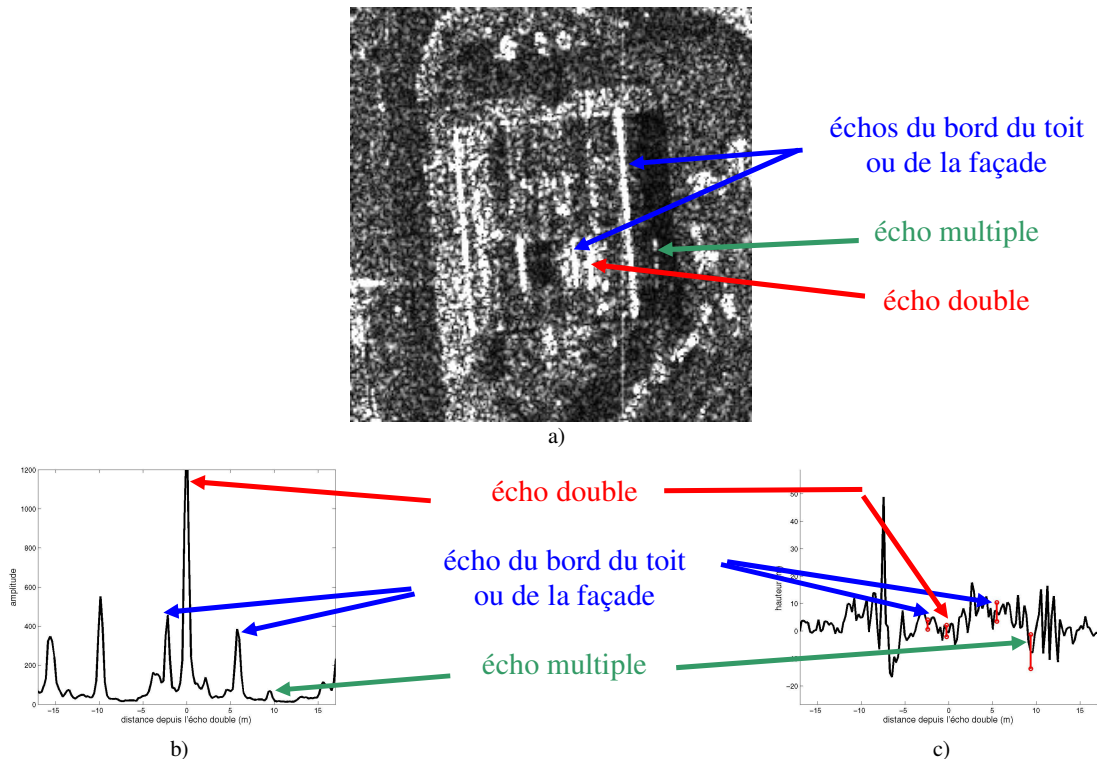 échos du bord du toit
ou de la façade
écho multiple
écho double
a)
écho double
écho du bord du toit
ou de la façade
écho multiple
1200
1000
800
600
400
200
0
amplitude
−15
−10
−5
0
5
10
15
distance depuis l'écho double (m)
b)
50
40
30
20
10
0
−10
−20
−15
−10
−5
0
5
10
15
distance depuis l'écho double (m)
c)